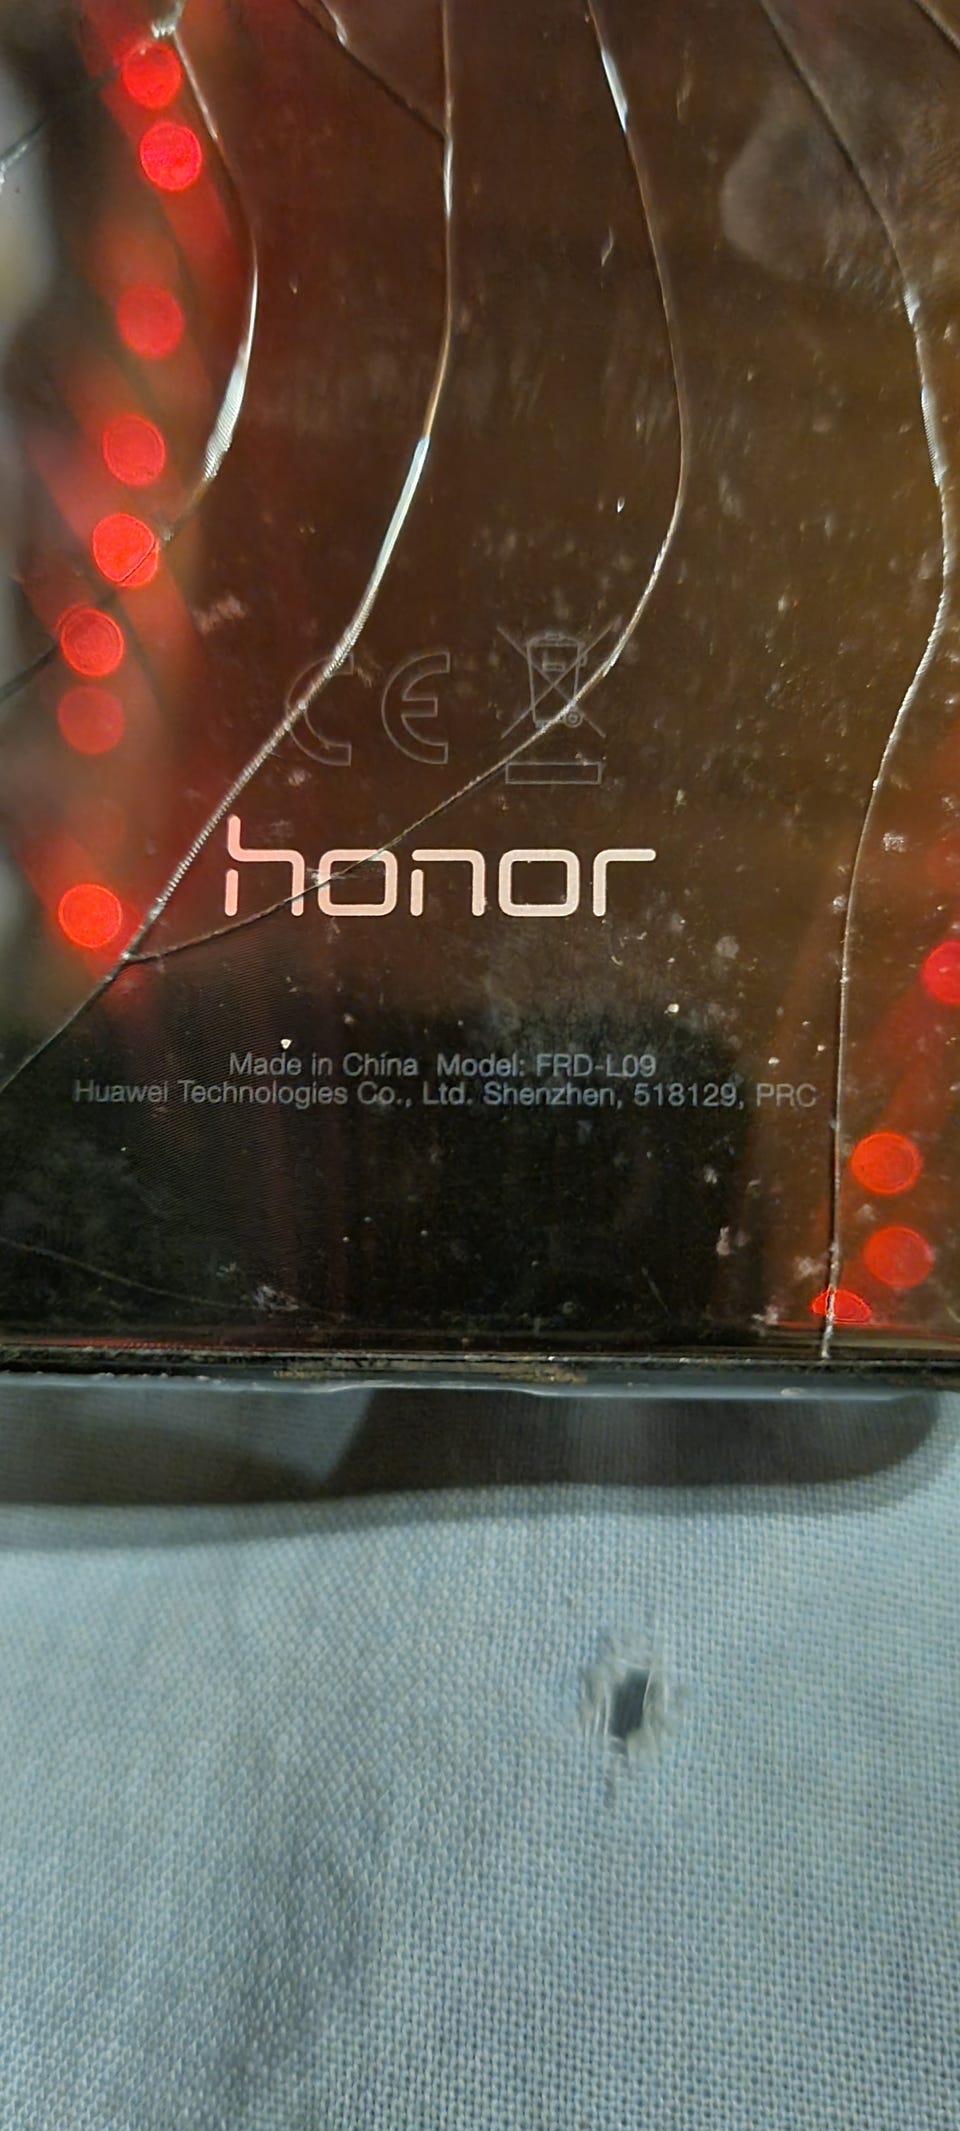 CE
honor
Made in China Model: FRD-L09
Huawei Technologies Co., Ltd. Shenzhen, 518129, PRC